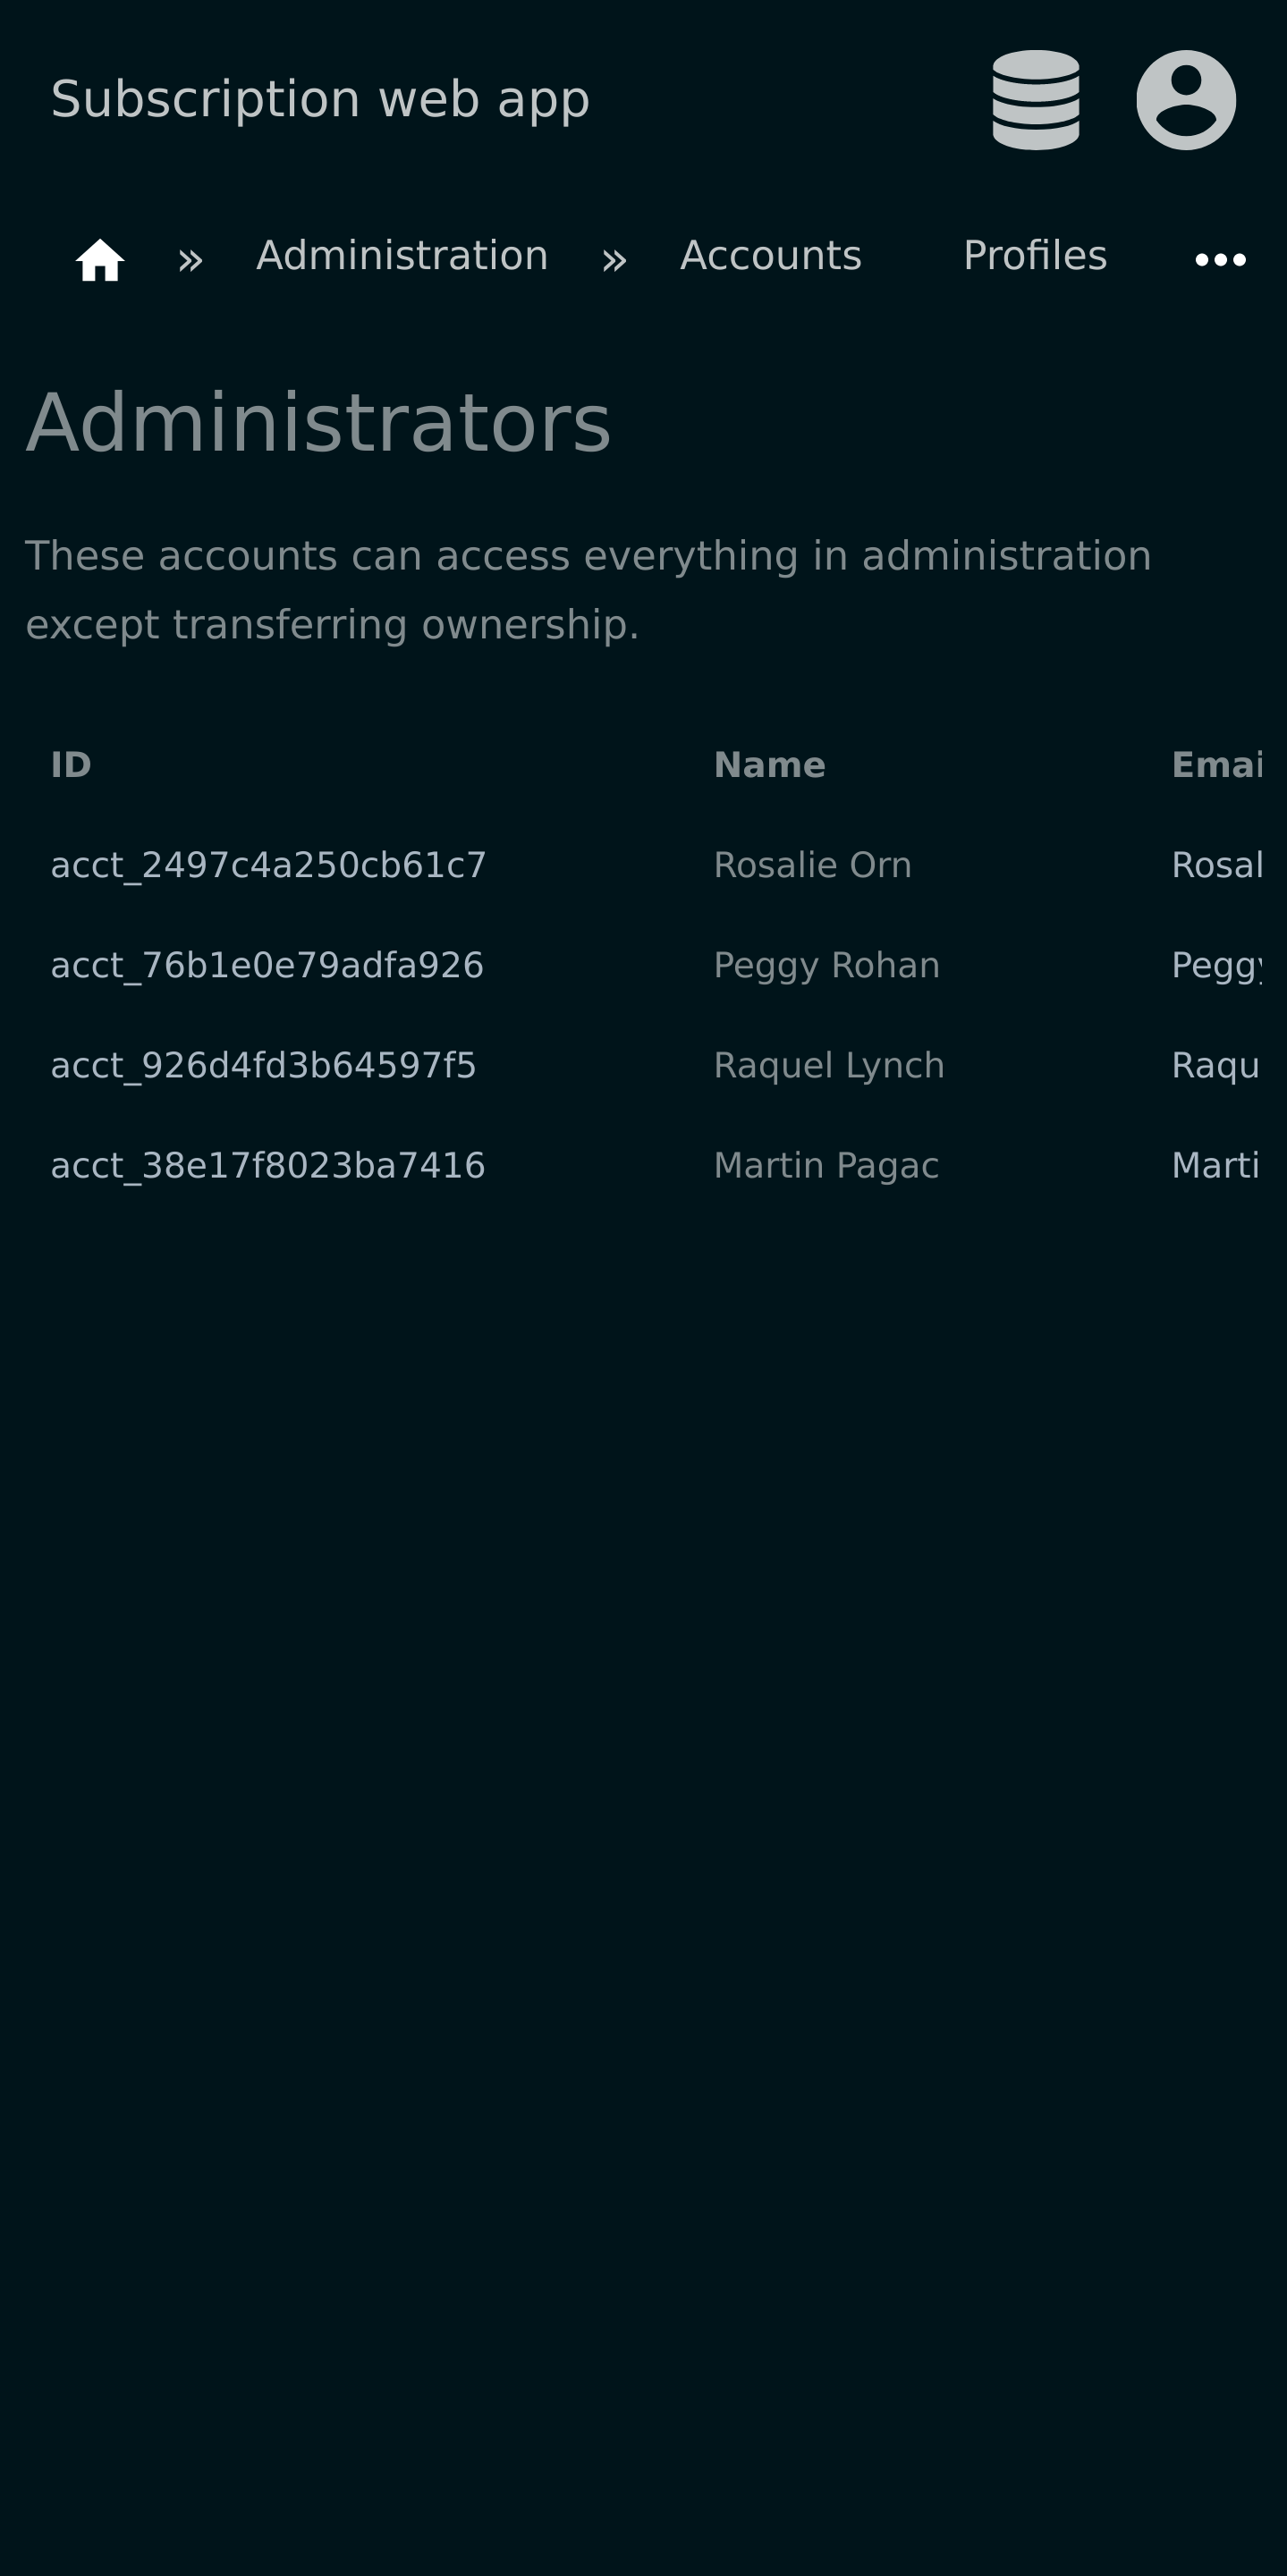 Subscription web app
» Administration » Accounts Profiles
Administrators
These accounts can access everything in administration
except transferring ownership.
ID Name Emai
acct_2497c4a250cb61c7 Rosalie Orn Rosal
acct_76b1e0e79adfa926 Peggy Rohan Peggy
acct_926d4fd3b64597f5 Raquel Lynch Raqu
acct_38e17f8023ba7416 Martin Pagac Marti